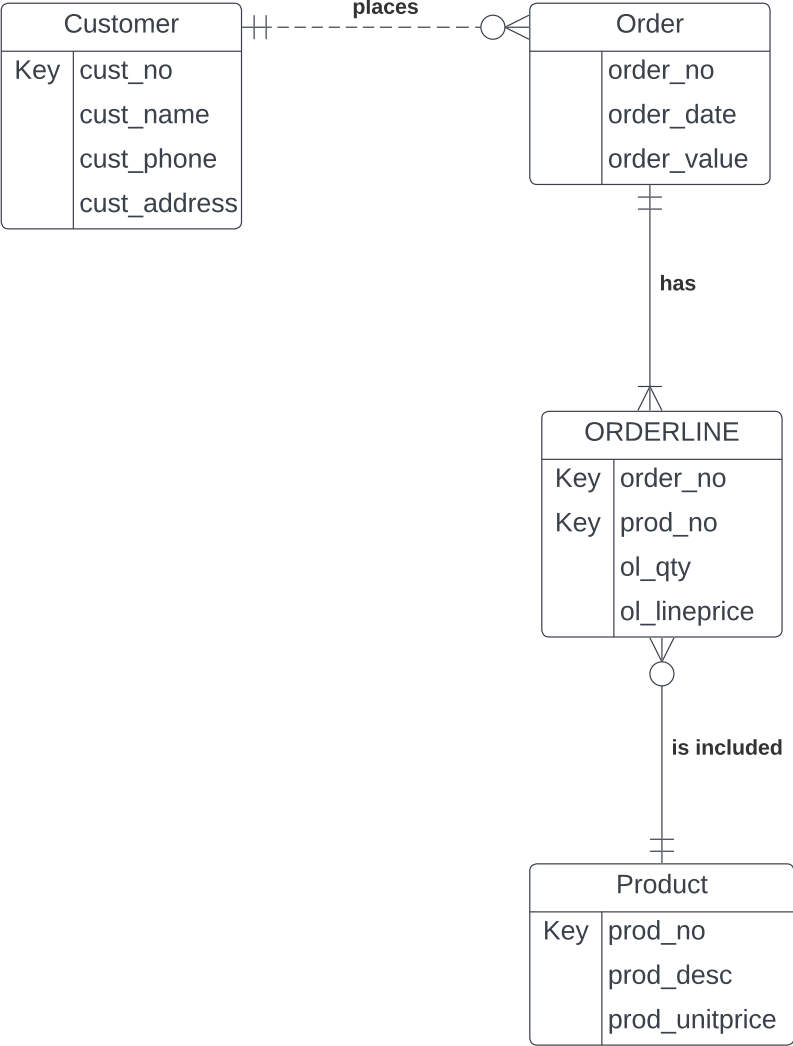 places
Customer
Key cust_no
cust_name
cust_phone
cust_address
Order
order_no
order_date
order_value
has
ORDERLINE
Key order_no
Key prod_no
ol_qty
ol_lineprice
is included
Product
Key prod_no
prod_desc
prod_unitprice